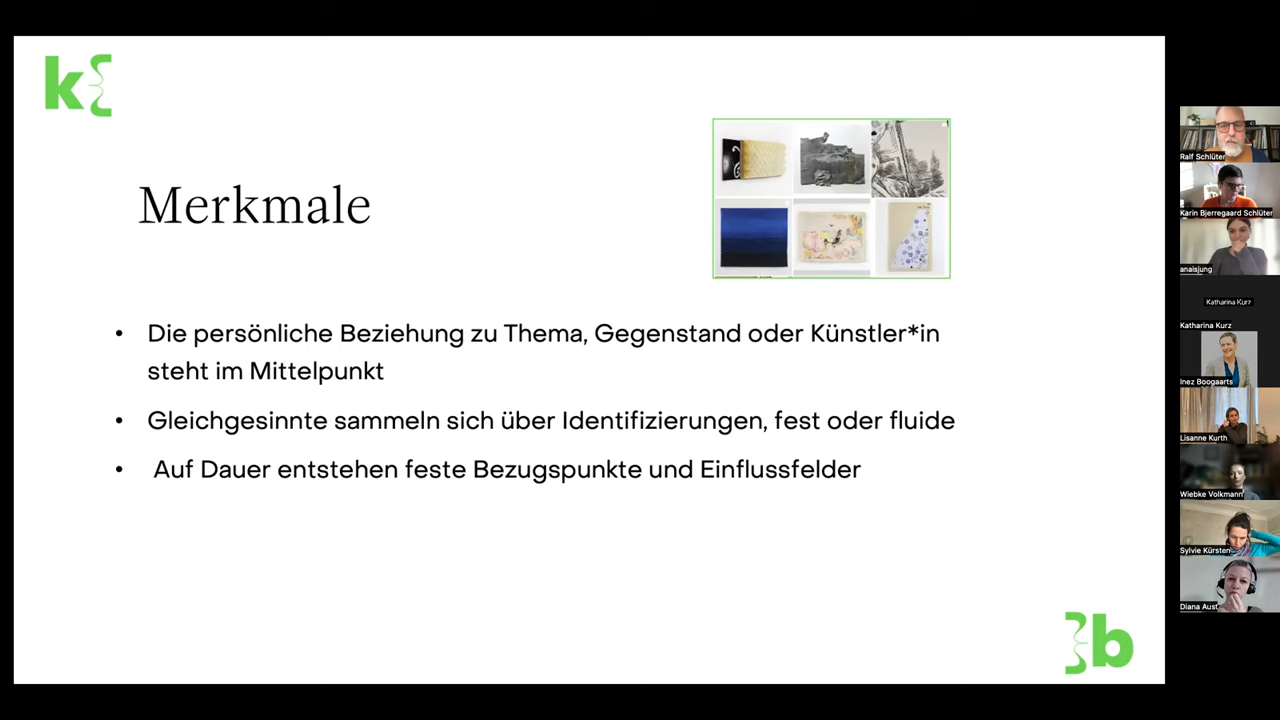 k
Merkmale
• Die persönliche Beziehung zu Thema, Gegenstand oder Künstler*in
steht im Mittelpunkt
• Gleichgesinnte sammeln sich über Identifizierungen, fest oder fluide
• Auf Dauer entstehen feste Bezugspunkte und Einflussfelder
b
Ralf Schlüter
Karin Bjerregaard Schlüter
anaisjung
Katharina Kurz
Katharina Kurz
Inez Boogaarts
Lisanne Kurth
Wiebke Volkmann
Sylvie Kürsten
Diana Aust